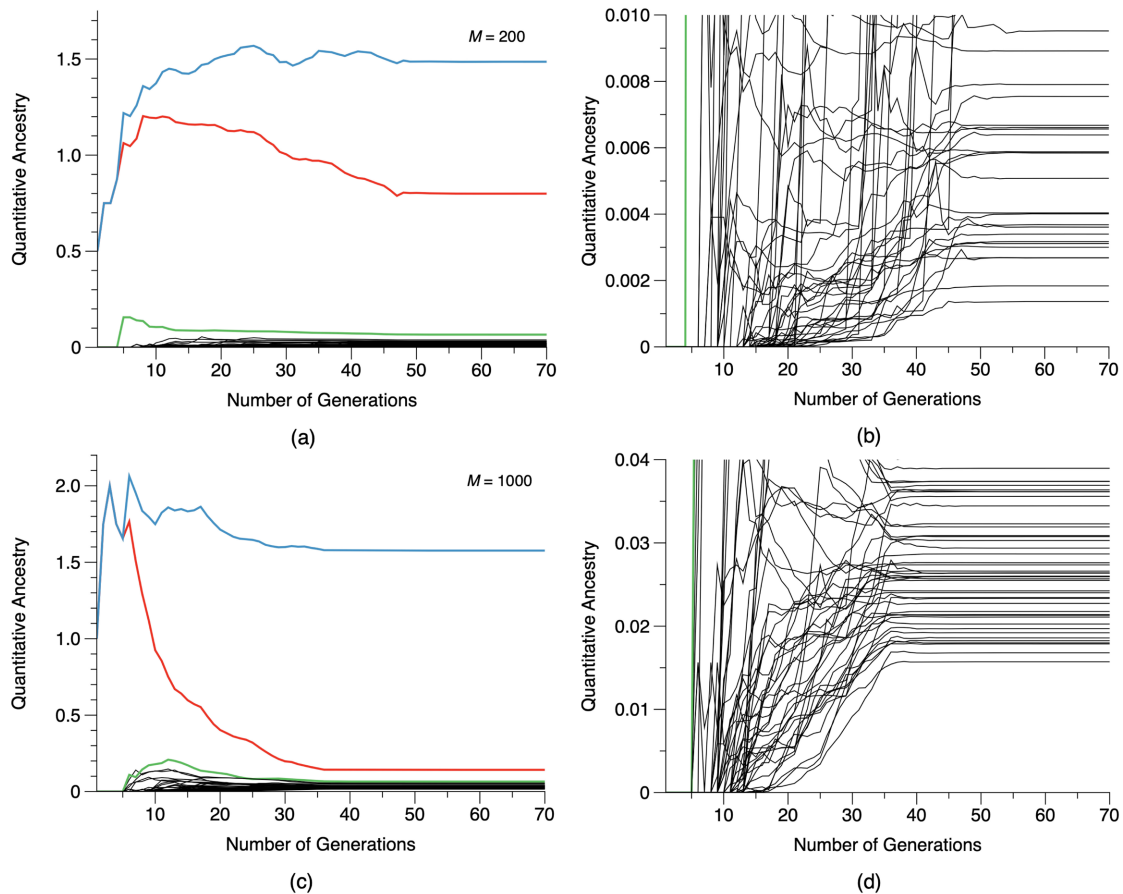 M = 200
Quantitative Ancestry
1.5
1.0
0.5
0
10 20 30 40 50 60 70
Number of Generations
(a)
Quantitative Ancestry
0.010
0.008
0.006
0.004
0.002
0
10 20 30 40 50 60 70
Number of Generations
(b)
M = 1000
Quantitative Ancestry
2.0
1.5
1.0
0.5
0
10 20 30 40 50 60 70
Number of Generations
(c)
Quantitative Ancestry
0.04
0.03
0.02
0.01
0
10 20 30 40 50 60 70
Number of Generations
(d)